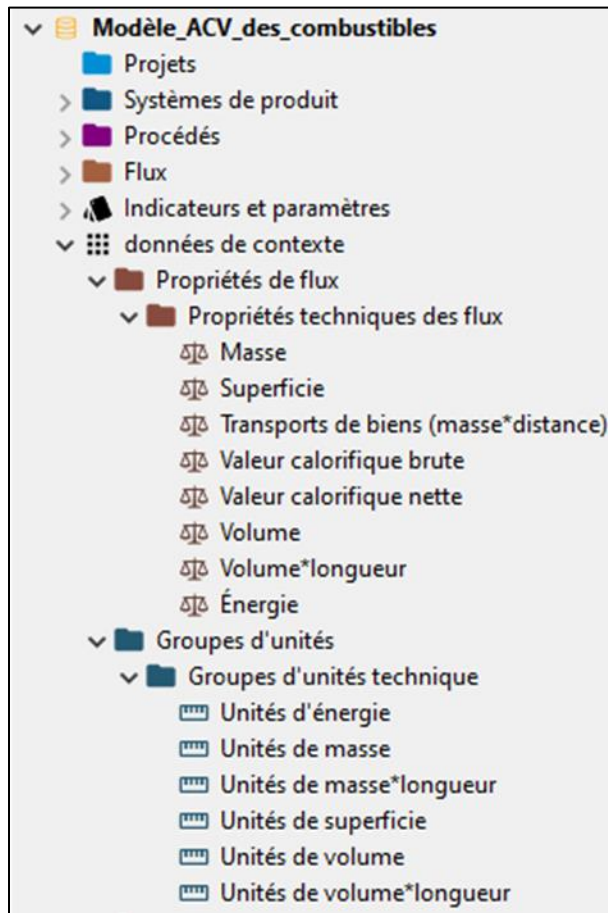 Modèle_ACV_des_combustibles
Projets
Systèmes de produit
Procédés
Flux
Indicateurs et paramètres
données de contexte
Propriétés de flux
Propriétés techniques des flux
Masse
Superficie
Transports de biens (masse*distance)
Valeur calorifique brute
Valeur calorifique nette
Volume
Volume*longueur
Énergie
Groupes d'unités
Groupes d'unités technique
Unités d'énergie
Unités de masse
Unités de masse*longueur
Unités de superficie
Unités de volume
Unités de volume*longueur